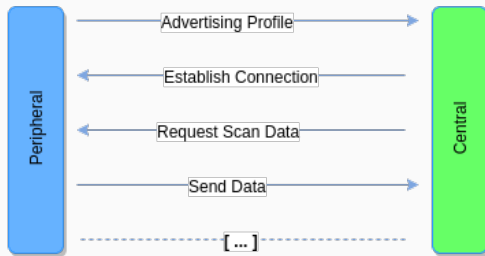 Advertising Profile
Establish Connection
Peripheral
Central
Request Scan Data
Send Data
[ ... ]